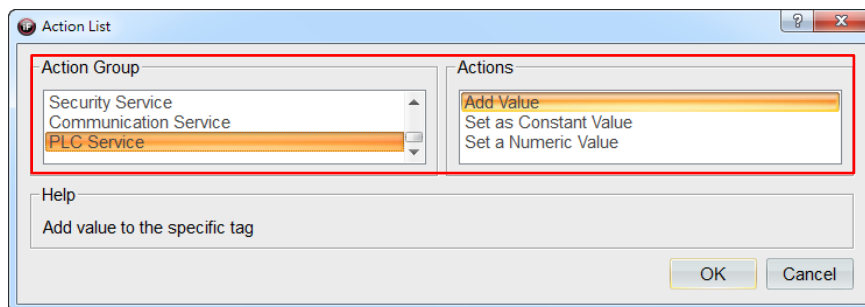 Action List
Action Group
Security Service
Communication Service
PLC Service
Actions
Add Value
Set as Constant Value
Set a Numeric Value
Help
Add value to the specific tag
OK
Cancel